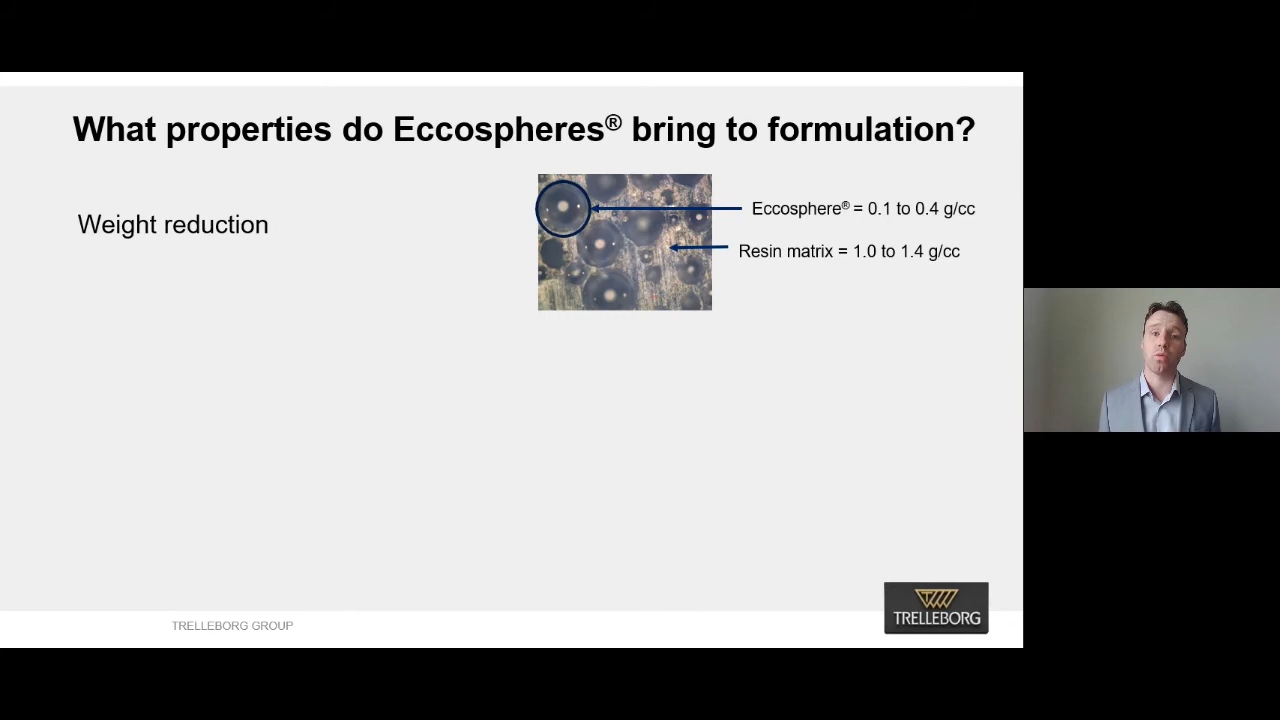 What properties do Eccospheres® bring to formulation?
Weight reduction
Eccosphere® = 0.1 to 0.4 g/cc
Resin matrix = 1.0 to 1.4 g/cc
TRELLEBORG GROUP
TRELLEBORG